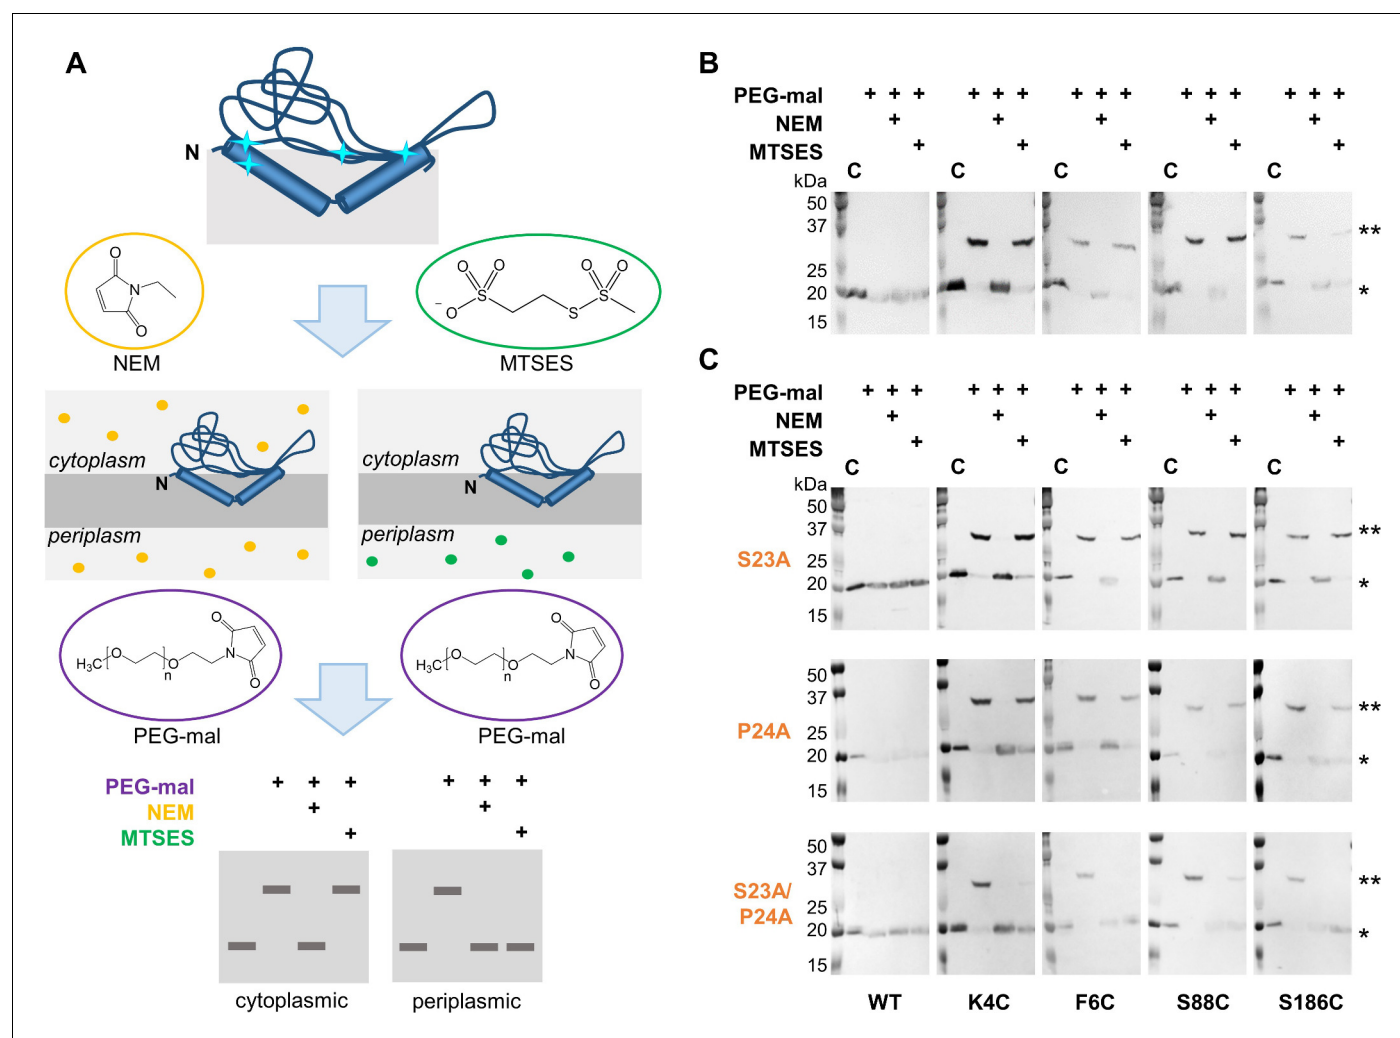 A
N
NEM
MTSES
O
N
O
O
O
S
−
O
O
O
S
S
O
cytoplasm
N
periplasm
cytoplasm
N
periplasm
H₃C
O
O
n
N
O
O
PEG-mal
H₃C
O
O
n
N
O
O
PEG-mal
PEG-mal + + + + + +
NEM + +
MTSES + +
cytoplasmic
periplasmic
B
PEG-mal + + + + + + + + + + + + + + +
NEM + + + + +
MTSES + + + + +
C C C C C
kDa
50
37
25
20
15
**
*
C
PEG-mal + + + + + + + + + + + + + + +
NEM + + + + +
MTSES + + + + +
C C C C C
kDa
50
37
25
20
15
S23A
**
*
50
37
25
20
15
P24A
**
*
50
37
25
20
15
S23A/
P24A
**
*
WT K4C F6C S88C S186C